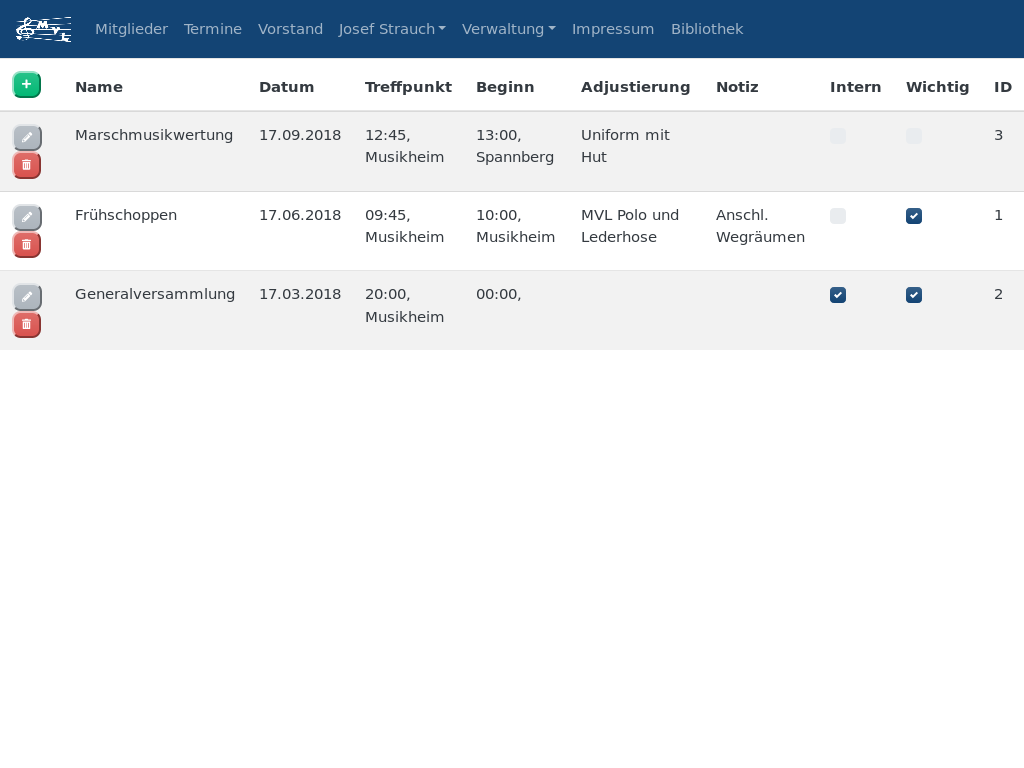 MVL
Mitglieder Termine Vorstand Josef Strauch Verwaltung Impressum Bibliothek
+ Name Datum Treffpunkt Beginn Adjustierung Notiz Intern Wichtig ID
Marschmusikwertung 17.09.2018 12:45, 13:00, Uniform mit 3
Musikheim Spannberg Hut
Frühschoppen 17.06.2018 09:45, 10:00, MVL Polo und Anschl. 1
Musikheim Musikheim Lederhose Wegräumen
Generalversammlung 17.03.2018 20:00, 00:00, 2
Musikheim